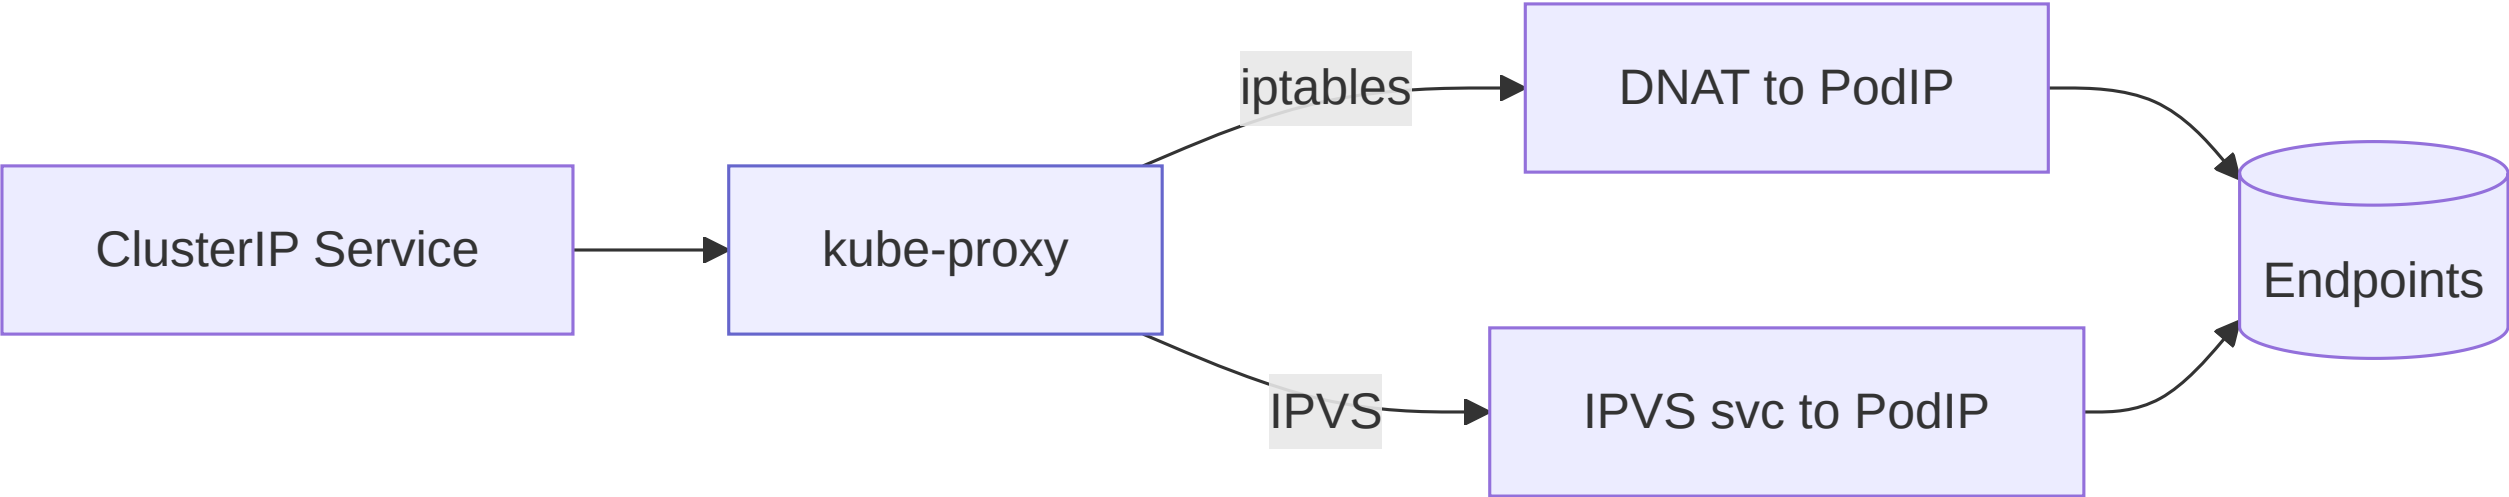 ClusterIP Service
kube-proxy
iptables
IPVS
DNAT to PodIP
IPVS svc to PodIP
Endpoints